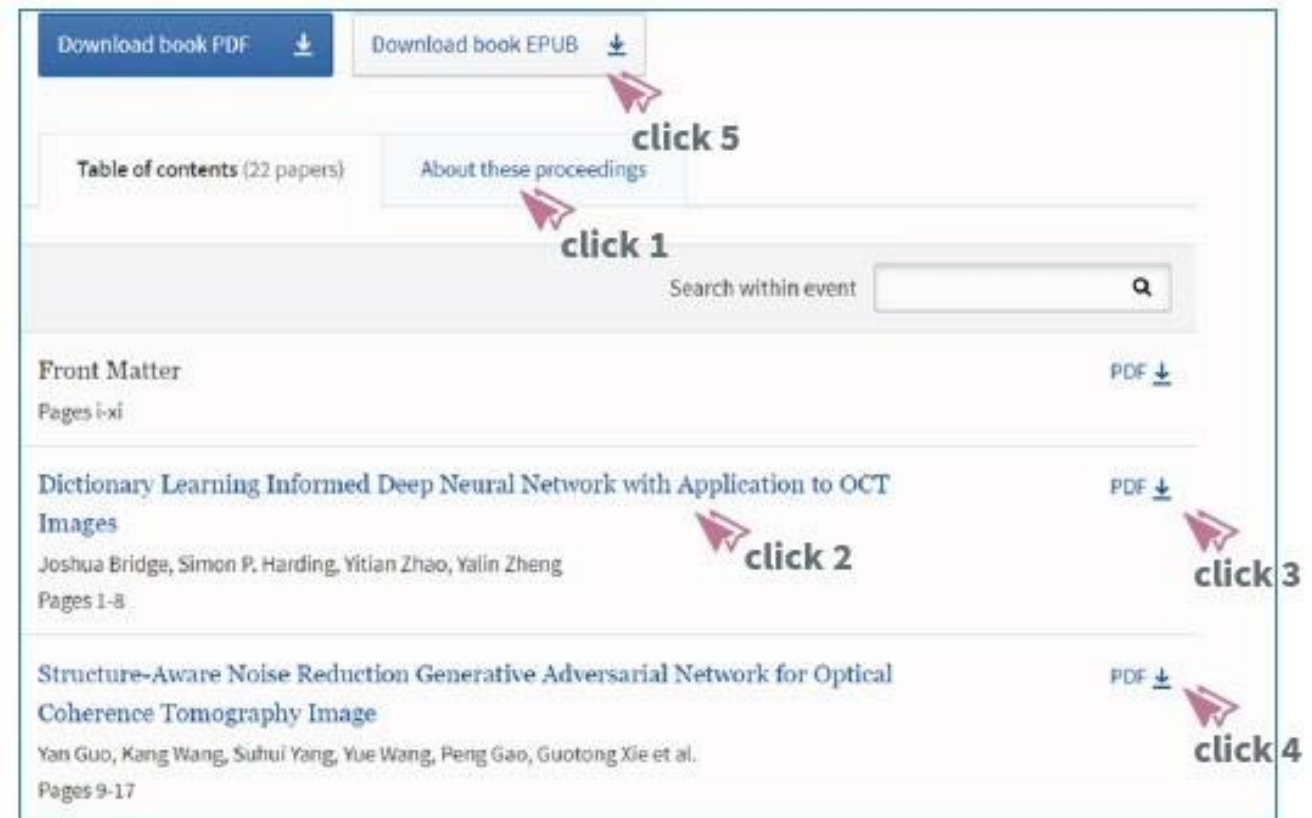 Download book PDF
Download book EPUB
click 5
Table of contents (22 papers)
About these proceedings
click 1
Search within event
Front Matter
PDF
Pages i-xi
Dictionary Learning Informed Deep Neural Network with Application to OCT
PDF
Images
click 2
click 3
Joshua Bridge, Simon P. Harding, Yitian Zhao, Yalin Zheng
Pages 1-8
Structure-Aware Noise Reduction Generative Adversarial Network for Optical
PDF
Coherence Tomography Image
click 4
Yan Guo, Kang Wang, Suhui Yang, Yue Wang, Peng Gao, Guotong Xie et al.
Pages 9-17